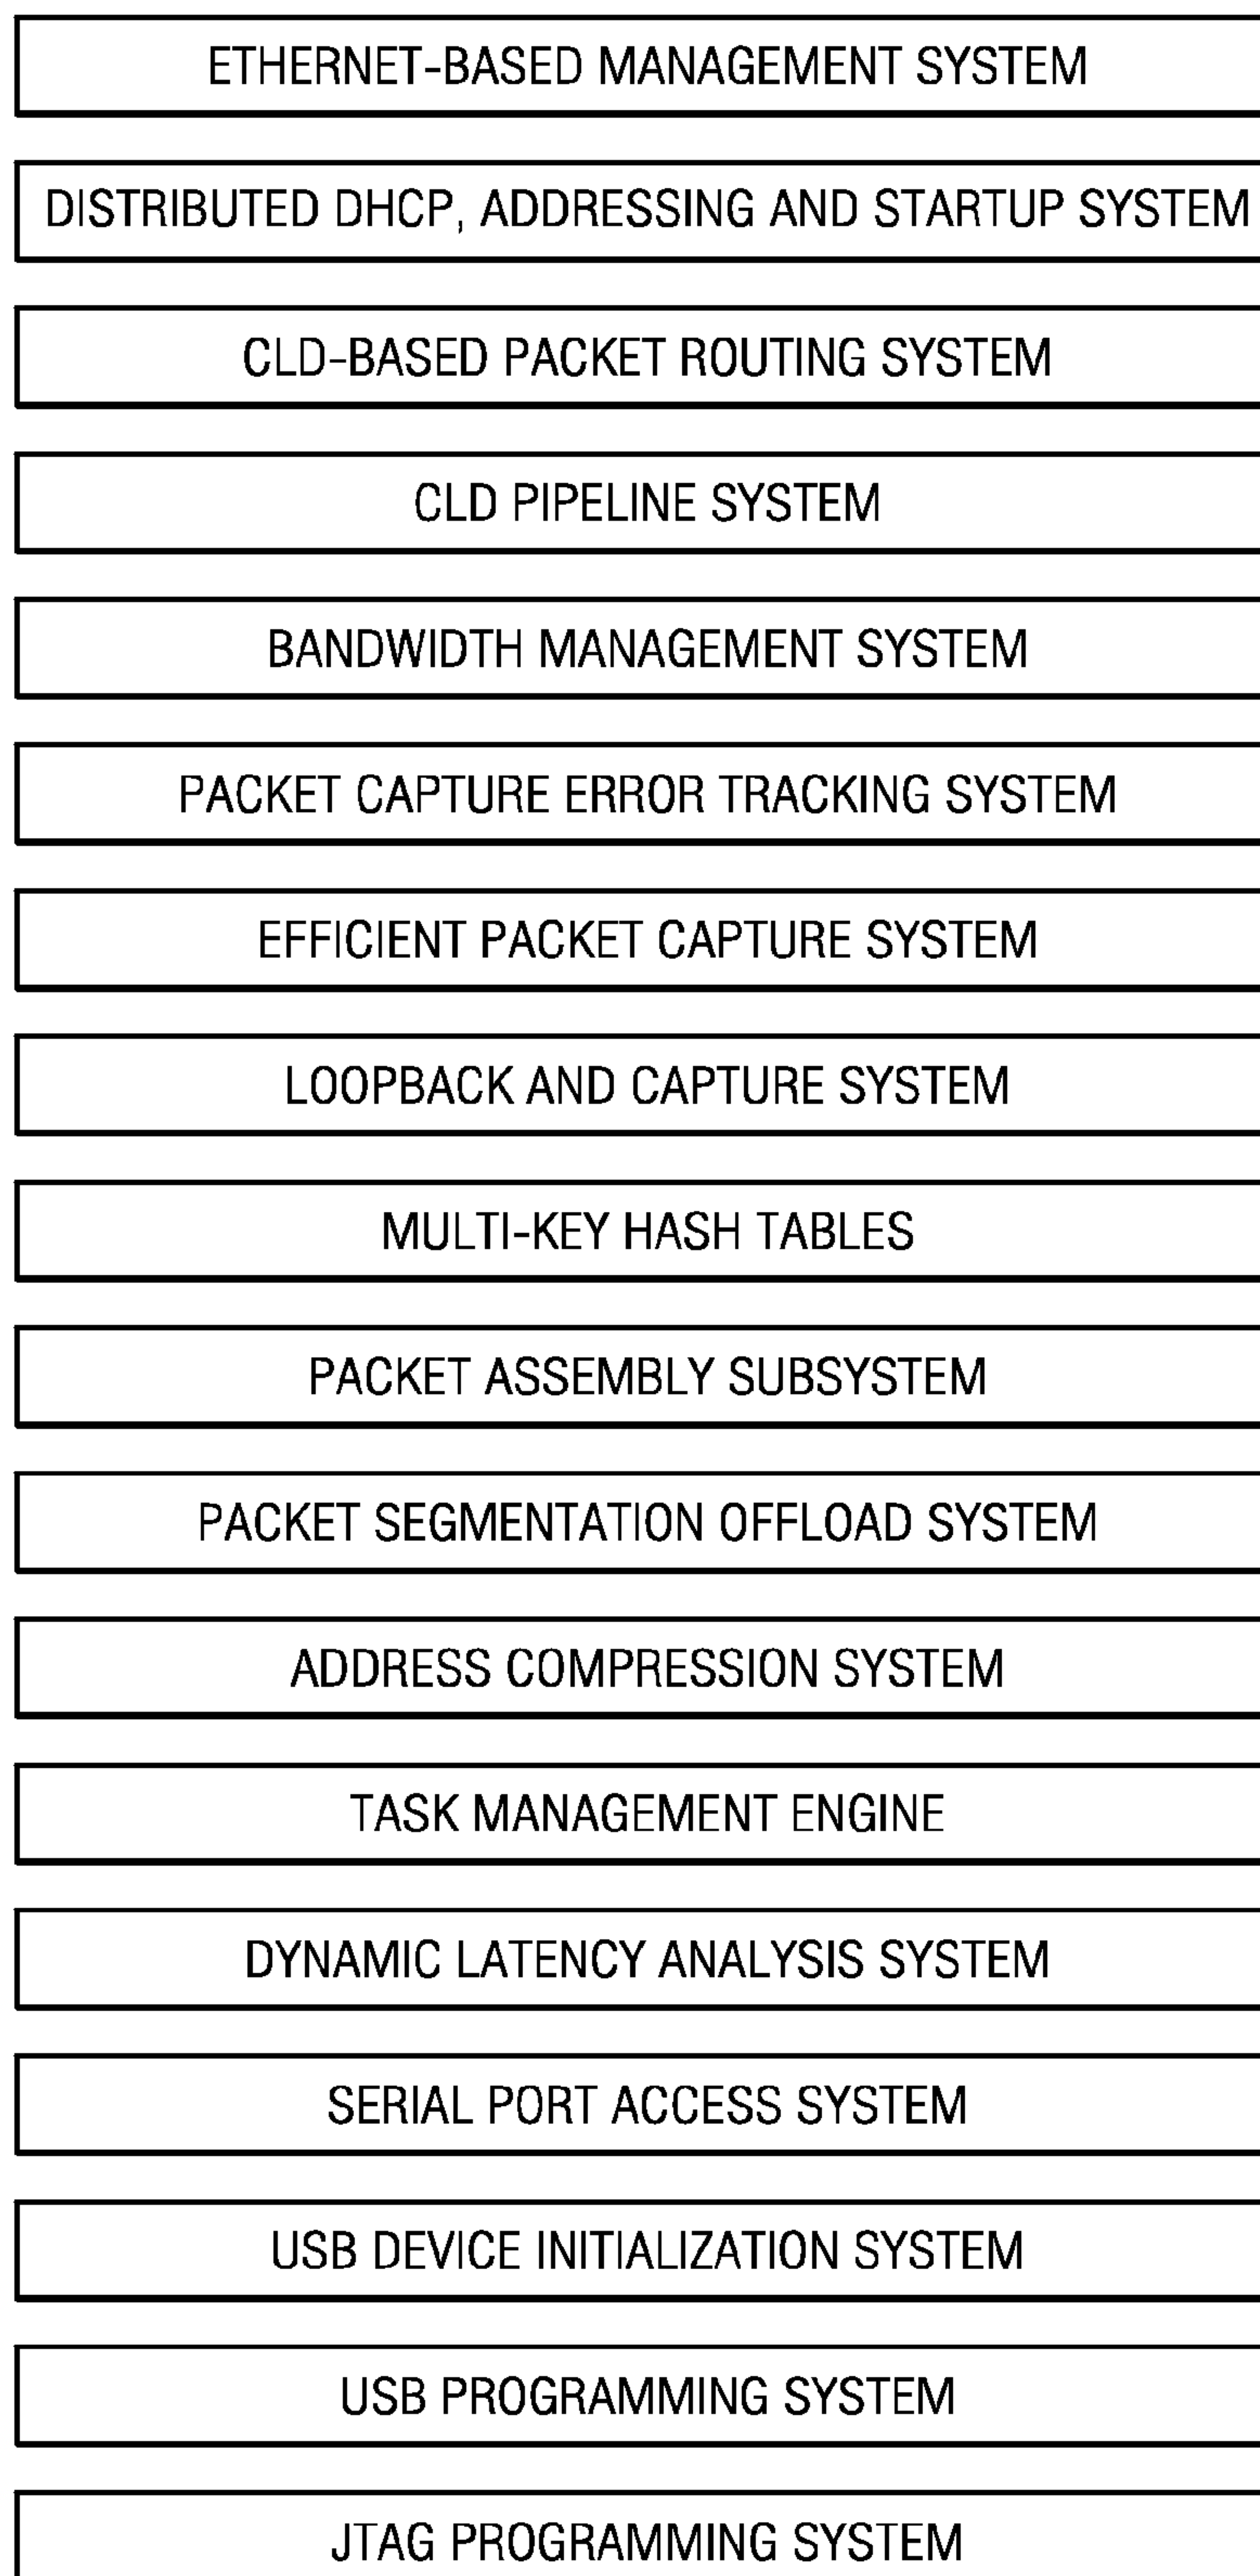 ETHERNET-BASED MANAGEMENT SYSTEM
DISTRIBUTED DHCP, ADDRESSING AND STARTUP SYSTEM
CLD-BASED PACKET ROUTING SYSTEM
CLD PIPELINE SYSTEM
BANDWIDTH MANAGEMENT SYSTEM
PACKET CAPTURE ERROR TRACKING SYSTEM
EFFICIENT PACKET CAPTURE SYSTEM
LOOPBACK AND CAPTURE SYSTEM
MULTI-KEY HASH TABLES
PACKET ASSEMBLY SUBSYSTEM
PACKET SEGMENTATION OFFLOAD SYSTEM
ADDRESS COMPRESSION SYSTEM
TASK MANAGEMENT ENGINE
DYNAMIC LATENCY ANALYSIS SYSTEM
SERIAL PORT ACCESS SYSTEM
USB DEVICE INITIALIZATION SYSTEM
USB PROGRAMMING SYSTEM
JTAG PROGRAMMING SYSTEM